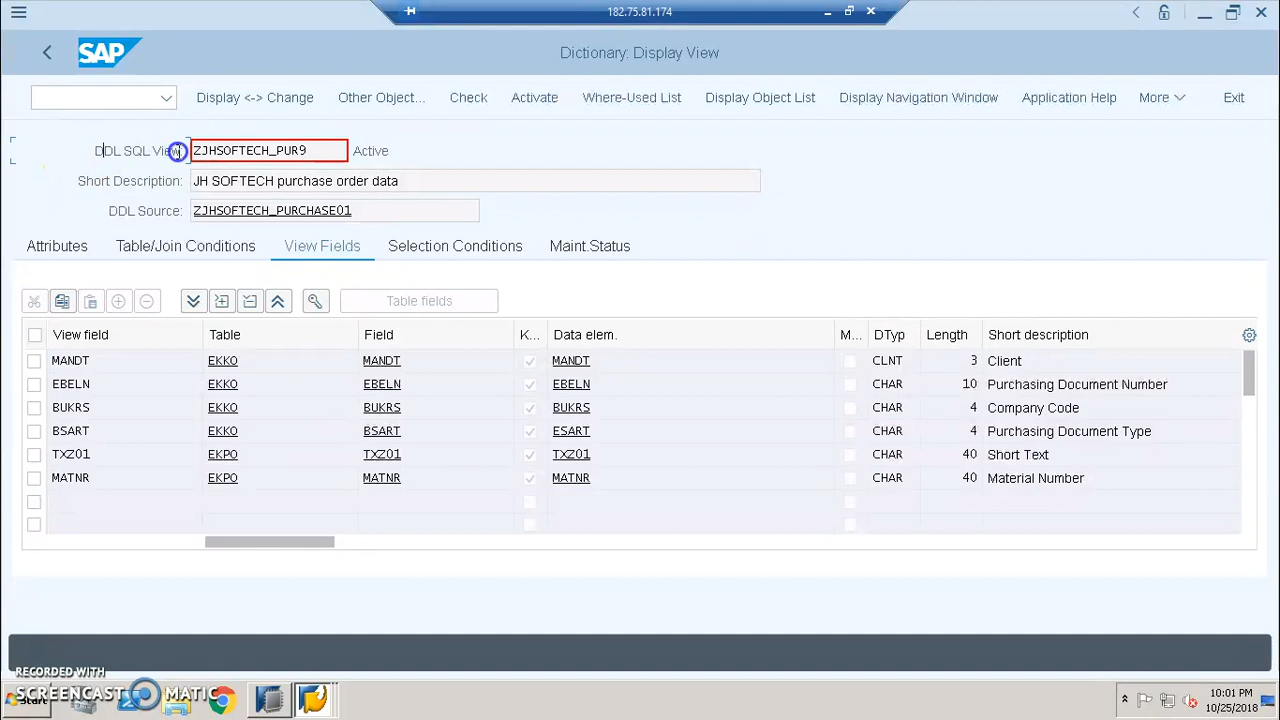 182.75.81.174
SAP
Dictionary: Display View
Display <-> Change Other Object... Check Activate Where-Used List Display Object List Display Navigation Window Application Help More Exit
DDL SQL View: ZJHSOFTECH_PUR9 Active
Short Description: JH SOFTECH purchase order data
DDL Source: ZJHSOFTECH_PURCHASE01
Attributes Table/Join Conditions View Fields Selection Conditions Maint.Status
Table fields
View field Table Field K... Data elem. M... DTyp Length Short description
MANDT EKKO MANDT MANDT CLNT 3 Client
EBELN EKKO EBELN EBELN CHAR 10 Purchasing Document Number
BUKRS EKKO BUKRS BUKRS CHAR 4 Company Code
BSART EKKO BSART ESART CHAR 4 Purchasing Document Type
TXZ01 EKPO TXZ01 TXZ01 CHAR 40 Short Text
MATNR EKPO MATNR MATNR CHAR 40 Material Number
RECORDED WITH
SCREENCAST MATIC
Start
10:01 PM
10/25/2018